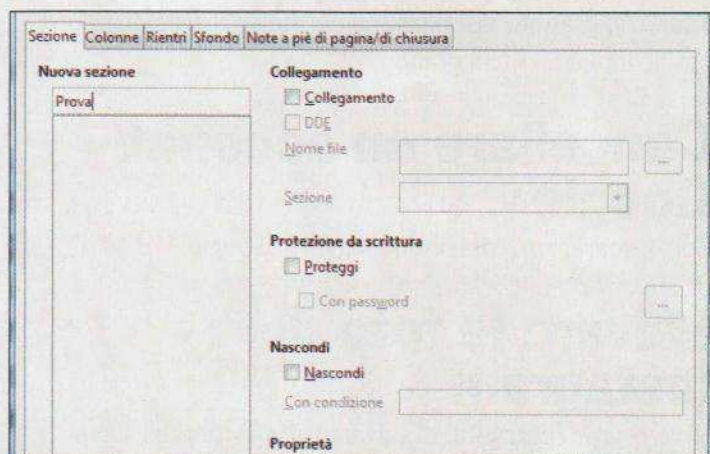 Sezione Colonne Rientri Sfondo Note a piè di pagina/di chiusura
Nuova sezione
Prova
Collegamento
Collegamento
DDE
Nome file
...
Sezione
Protezione da scrittura
Proteggi
Con password
...
Nascondi
Nascondi
Con condizione
Proprietà